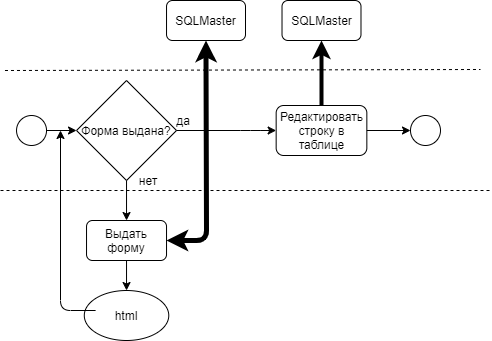 SQLMaster
SQLMaster
Форма выдана?
да
Редактировать
строку в
таблице
нет
Выдать
форму
html